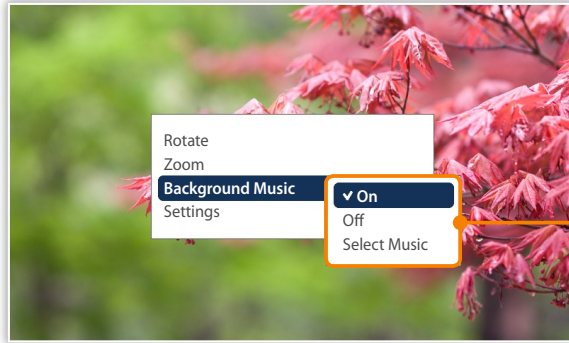 Rotate
Zoom
Background Music
Settings
✔ On
Off
Select Music